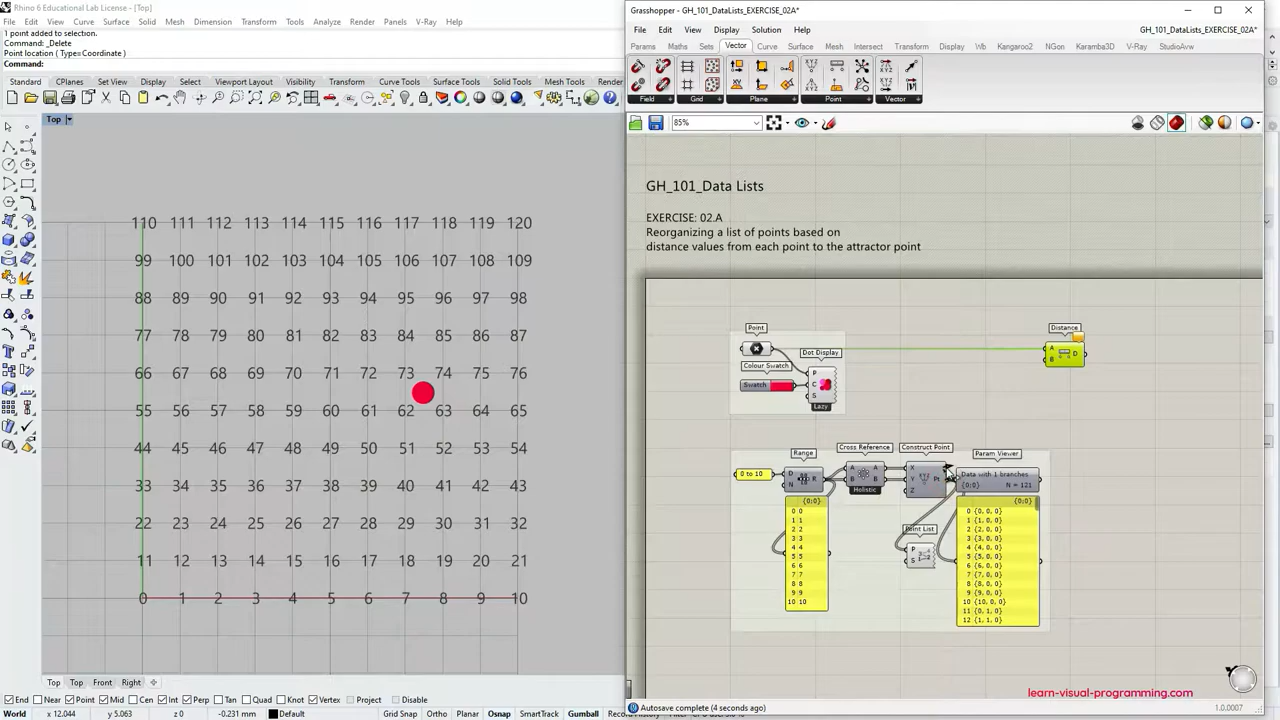 Rhino 6 Educational Lab License - [Top]
File Edit View Curve Surface Solid Mesh Dimension Transform Tools Analyze Render Panels V-Ray Help
1 point added to selection.
Command: _Delete
Point location ( Type=Coordinate )
Command:
Standard CPlanes Set View Display Select Viewport Layout Visibility Transform Curve Tools Surface Tools Solid Tools Mesh Tools Render
Top
110 111 112 113 114 115 116 117 118 119 120
99 100 101 102 103 104 105 106 107 108 109
88 89 90 91 92 93 94 95 96 97 98
77 78 79 80 81 82 83 84 85 86 87
66 67 68 69 70 71 72 73 74 75 76
55 56 57 58 59 60 61 62 63 64 65
44 45 46 47 48 49 50 51 52 53 54
33 34 35 36 37 38 39 40 41 42 43
22 23 24 25 26 27 28 29 30 31 32
11 12 13 14 15 16 17 18 19 20 21
0 1 2 3 4 5 6 7 8 9 10
Top Top Front Right
End Near Point Mid Cen Int Perp Tan Quad Knot Vertex Project Disable
World x 12.044 y 5.063 z 0 -0.231 mm Default Grid Snap Ortho Planar Osnap SmartTrack Gumball Record History
Grasshopper - GH_101_DataLists_EXERCISE_02A*
File Edit View Display Solution Help
GH_101_DataLists_EXERCISE_02A*
Params Maths Sets Vector Curve Surface Mesh Intersect Transform Display Wb Kangaroo2 NGon Karamba3D V-Ray StudioAvw
Field Grid Plane Point Vector
85%
GH_101_Data Lists
EXERCISE: 02.A
Reorganizing a list of points based on
distance values from each point to the attractor point
Point
Dot Display
P
C
S
Lazy
Colour Swatch
Swatch
Distance
A
B
D
Range
0 to 10
D
N
R
{0;0}
0 0
1 1
2 2
3 3
4 4
5 5
6 6
7 7
8 8
9 9
10 10
Cross Reference
A A
B B
Holistic
Construct Point
X
Y
Z
Pt
Point List
P
S
Param Viewer
Data with 1 branches
{0;0} N = 121
{0;0}
0 {0, 0, 0}
1 {1, 0, 0}
2 {2, 0, 0}
3 {3, 0, 0}
4 {4, 0, 0}
5 {5, 0, 0}
6 {6, 0, 0}
7 {7, 0, 0}
8 {8, 0, 0}
9 {9, 0, 0}
10 {10, 0, 0}
11 {0, 1, 0}
12 {1, 1, 0}
learn-visual-programming.com
Autosave complete (4 seconds ago)
1.0.0007